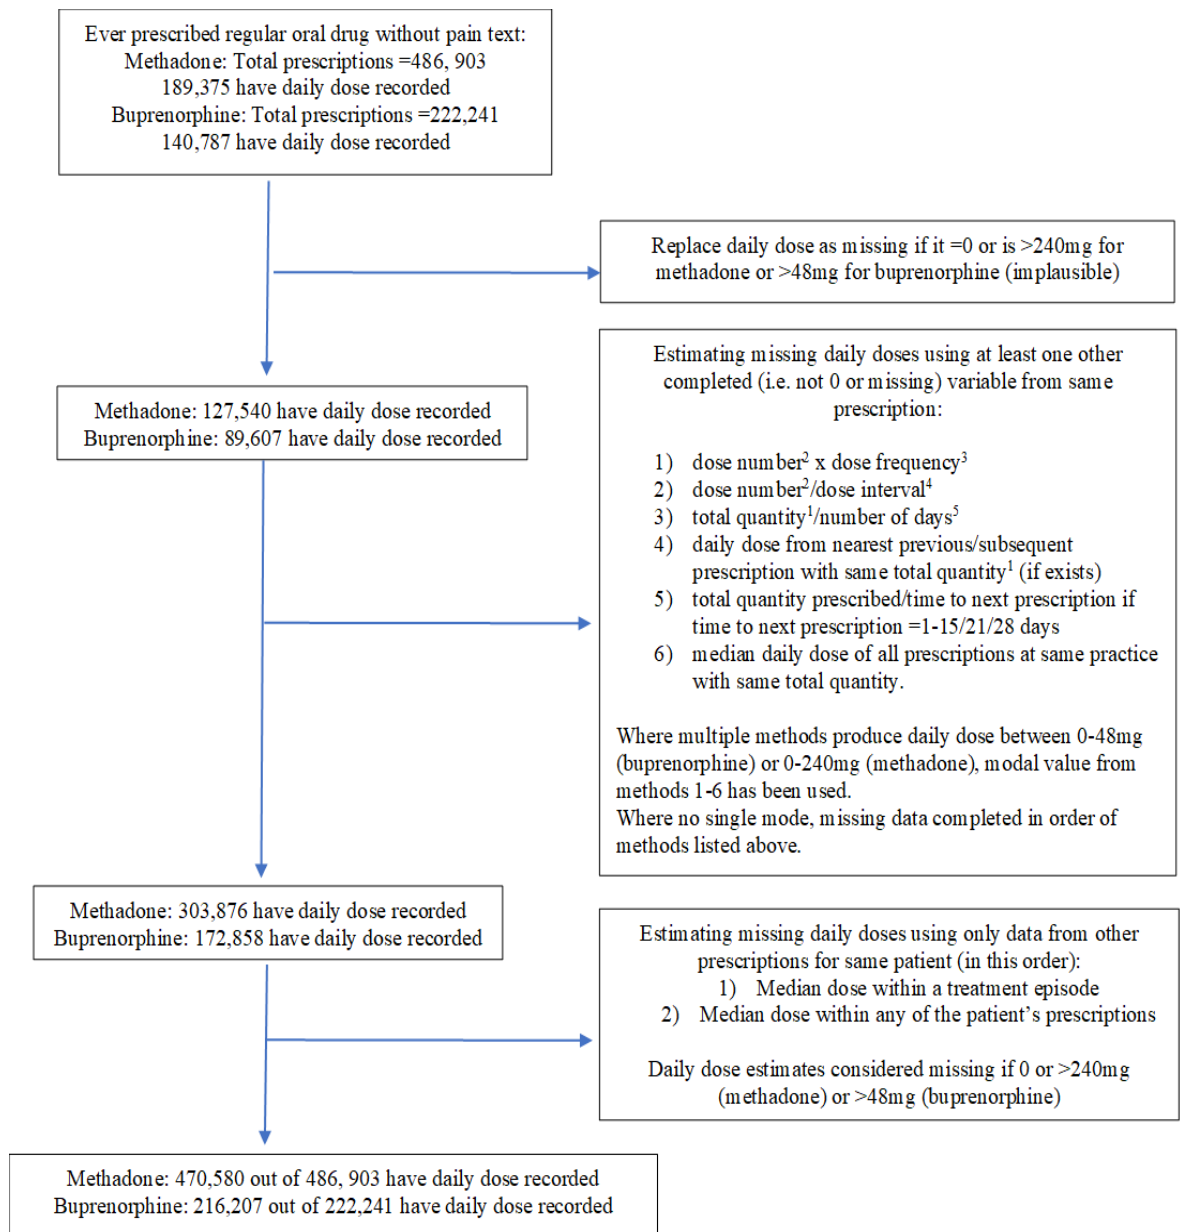 Ever prescribed regular oral drug without pain text:
Methadone: Total prescriptions =486, 903
189,375 have daily dose recorded
Buprenorphine: Total prescriptions =222,241
140,787 have daily dose recorded
Replace daily dose as missing if it =0 or is >240mg for
methadone or >48mg for buprenorphine (implausible)
Methadone: 127,540 have daily dose recorded
Buprenorphine: 89,607 have daily dose recorded
Estimating missing daily doses using at least one other
completed (i.e. not 0 or missing) variable from same
prescription:
1) dose number² x dose frequency³
2) dose number²/dose interval⁴
3) total quantity¹/number of days⁵
4) daily dose from nearest previous/subsequent
prescription with same total quantity¹ (if exists)
5) total quantity prescribed/time to next prescription if
time to next prescription =1-15/21/28 days
6) median daily dose of all prescriptions at same practice
with same total quantity.
Where multiple methods produce daily dose between 0-48mg
(buprenorphine) or 0-240mg (methadone), modal value from
methods 1-6 has been used.
Where no single mode, missing data completed in order of
methods listed above.
Methadone: 303,876 have daily dose recorded
Buprenorphine: 172,858 have daily dose recorded
Estimating missing daily doses using only data from other
prescriptions for same patient (in this order):
1) Median dose within a treatment episode
2) Median dose within any of the patient’s prescriptions
Daily dose estimates considered missing if 0 or >240mg
(methadone) or >48mg (buprenorphine)
Methadone: 470,580 out of 486, 903 have daily dose recorded
Buprenorphine: 216,207 out of 222,241 have daily dose recorded